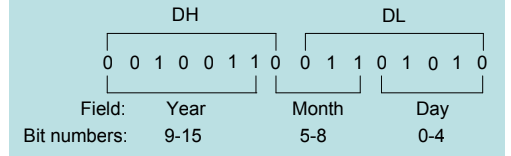 DH DL
0 0 1 0 0 1 1 0 0 1 1 0 1 0 1 0
Field: Year Month Day
Bit numbers: 9-15 5-8 0-4